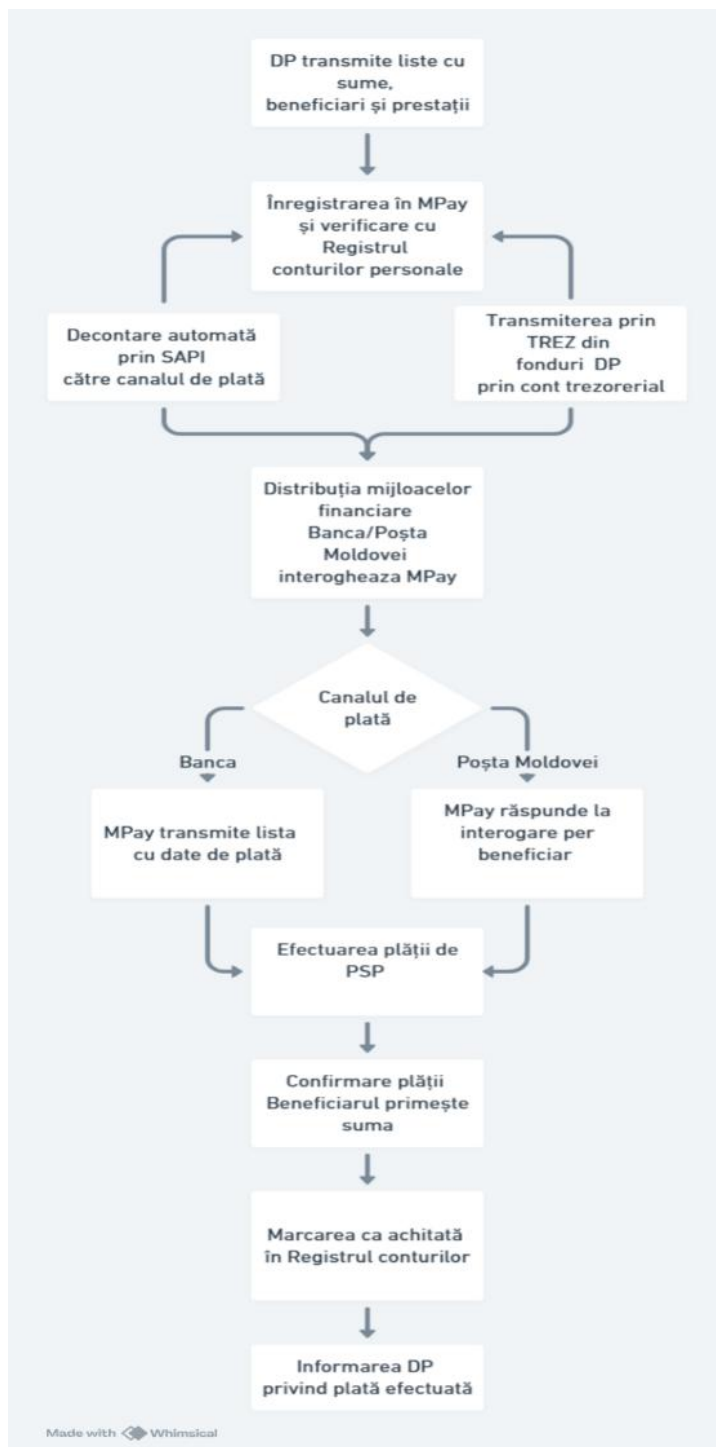 DP transmite liste cu
sume,
beneficiari și prestații
Înregistrarea în MPay
și verificare cu
Registrul
conturilor personale
Decontare automată
prin SAPI
către canalul de plată
Transmiterea prin
TREZ din
fonduri DP
prin cont trezorerial
Distribuția mijloacelor
financiare
Banca/Poșta
Moldovei
interogheaza MPay
Canalul de
plată
Banca
Poșta Moldovei
MPay transmite lista
cu date de plată
MPay răspunde la
interogare per
beneficiar
Efectuarea plății de
PSP
Confirmare plății
Beneficiarul primește
suma
Marcarea ca achitată
în Registrul conturilor
Informarea DP
privind plată efectuată
Made with Whimsical